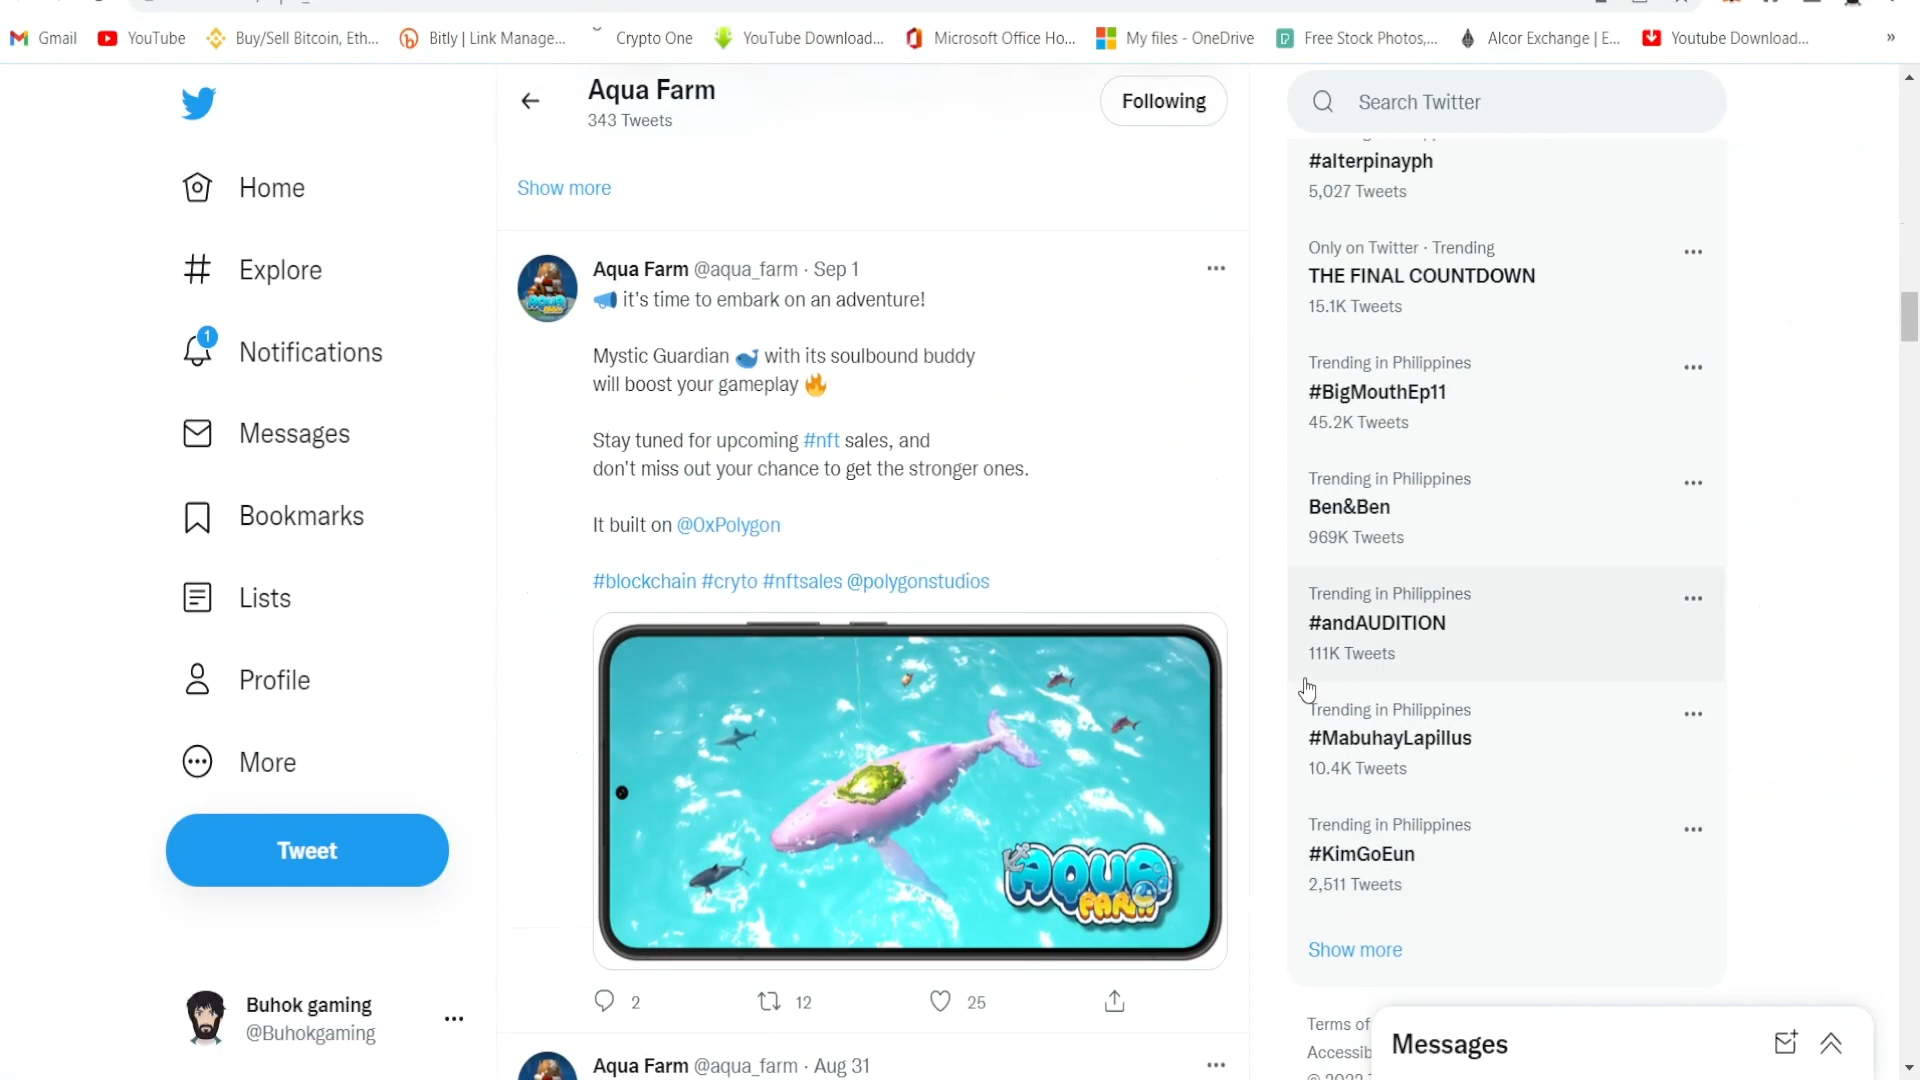 Gmail
YouTube
Buy/Sell Bitcoin, Eth...
Bitly | Link Manage...
Crypto One
YouTube Download...
Microsoft Office Ho...
My files - OneDrive
Free Stock Photos,...
Alcor Exchange | E...
Youtube Download...
»
Home
Explore
1
Notifications
Messages
Bookmarks
Lists
Profile
More
Tweet
Buhok gaming
@Buhokgaming
Aqua Farm
343 Tweets
Following
Show more
Aqua Farm @aqua_farm · Sep 1
it's time to embark on an adventure!
Mystic Guardian 🐋 with its soulbound buddy
will boost your gameplay 🔥
Stay tuned for upcoming #nft sales, and
don't miss out your chance to get the stronger ones.
It built on @0xPolygon
#blockchain #cryto #nftsales @polygonstudios
AQUA
FARM
2
12
25
Aqua Farm @aqua_farm · Aug 31
Search Twitter
#alterpinayph
5,027 Tweets
Only on Twitter · Trending
THE FINAL COUNTDOWN
15.1K Tweets
Trending in Philippines
#BigMouthEp11
45.2K Tweets
Trending in Philippines
Ben&Ben
969K Tweets
Trending in Philippines
#andAUDITION
111K Tweets
Trending in Philippines
#MabuhayLapillus
10.4K Tweets
Trending in Philippines
#KimGoEun
2,511 Tweets
Show more
Terms of
Accessib
Messages